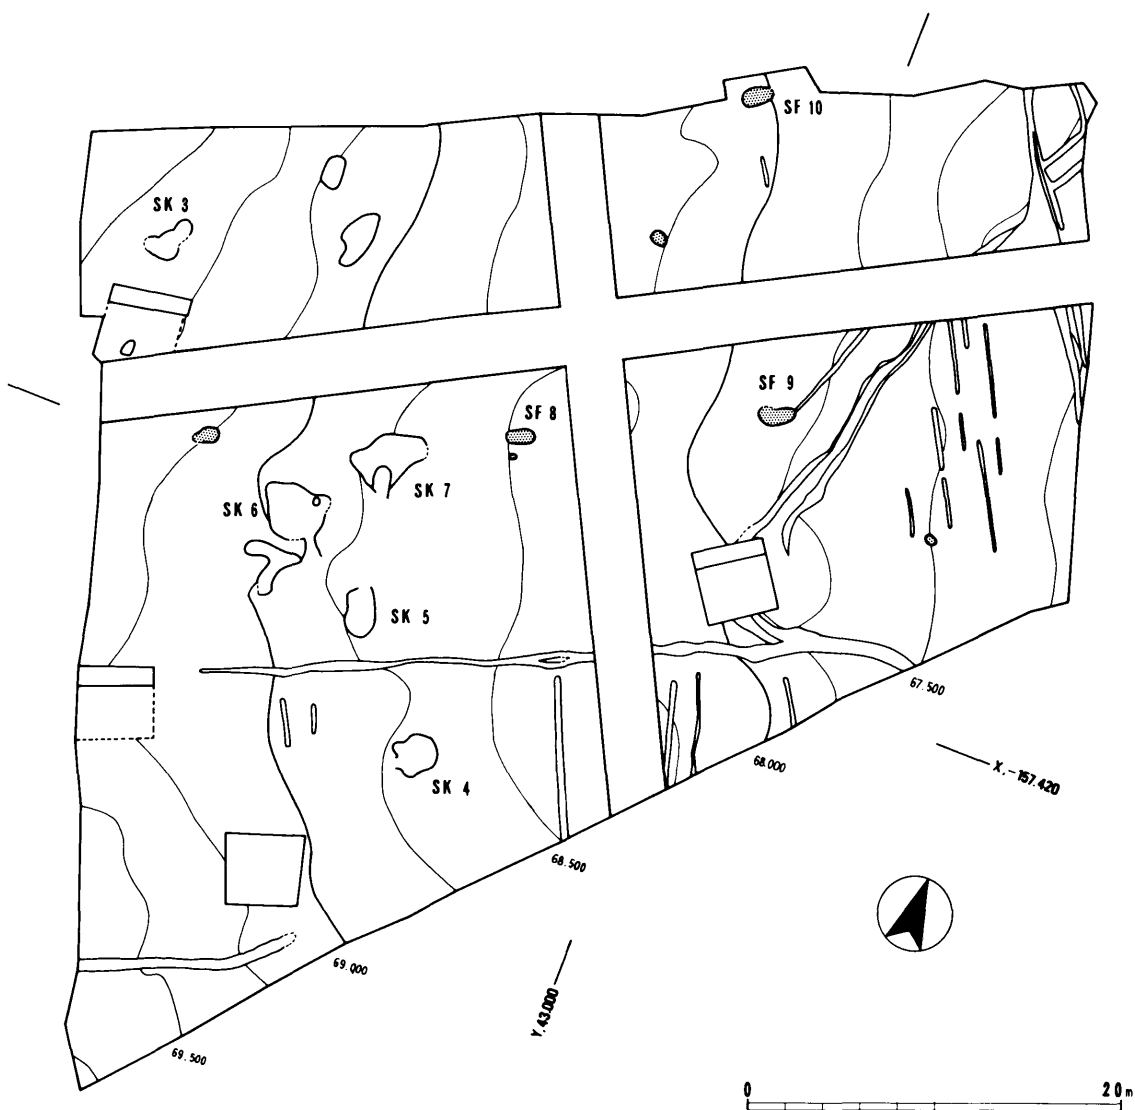 SF 10
SK 3
SF 9
SF 8
SK 7
SK 6
SK 5
67.500
68.000
X,-157.420
SK 4
68.500
69.000
Y,43.000
69.500
0 20m